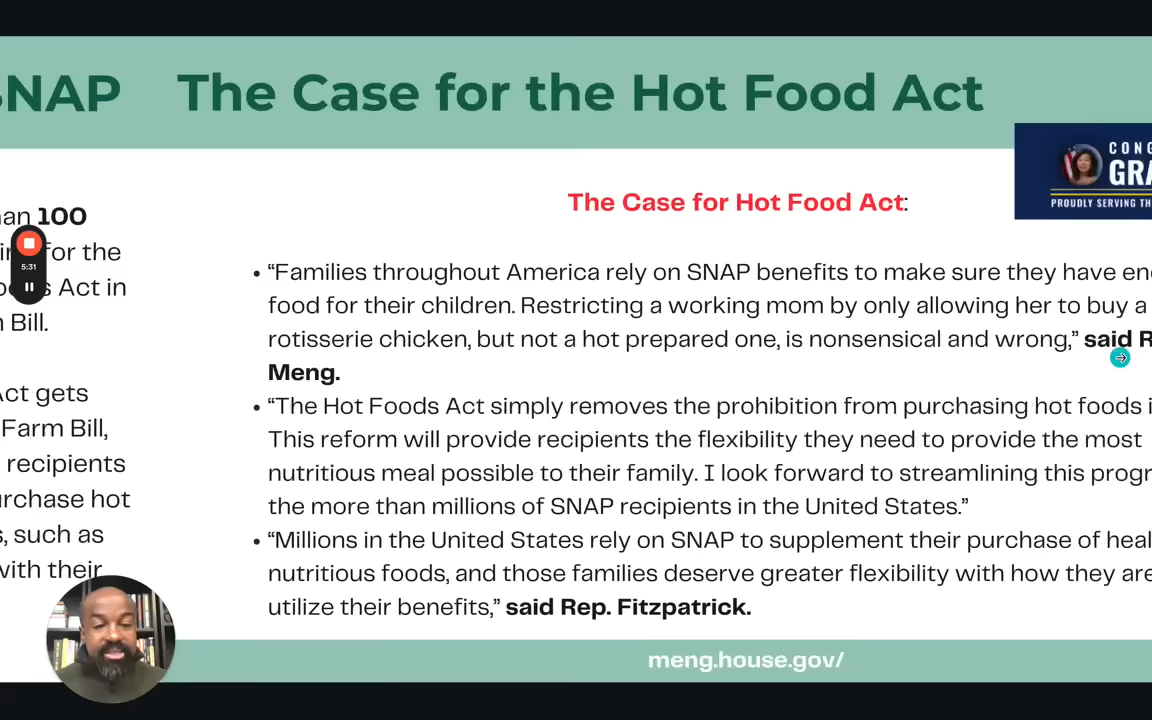 SNAP
The Case for the Hot Food Act
CONG
GRA
PROUDLY SERVING TH
The Case for Hot Food Act:
an 100
for the
Act in
Bill.
Act gets
Farm Bill,
recipients
urchase hot
s, such as
with their
5:31
• “Families throughout America rely on SNAP benefits to make sure they have en
food for their children. Restricting a working mom by only allowing her to buy a
rotisserie chicken, but not a hot prepared one, is nonsensical and wrong,” said R
Meng.
• “The Hot Foods Act simply removes the prohibition from purchasing hot foods i
This reform will provide recipients the flexibility they need to provide the most
nutritious meal possible to their family. I look forward to streamlining this progr
the more than millions of SNAP recipients in the United States.”
• “Millions in the United States rely on SNAP to supplement their purchase of heal
nutritious foods, and those families deserve greater flexibility with how they are
utilize their benefits,” said Rep. Fitzpatrick.
meng.house.gov/